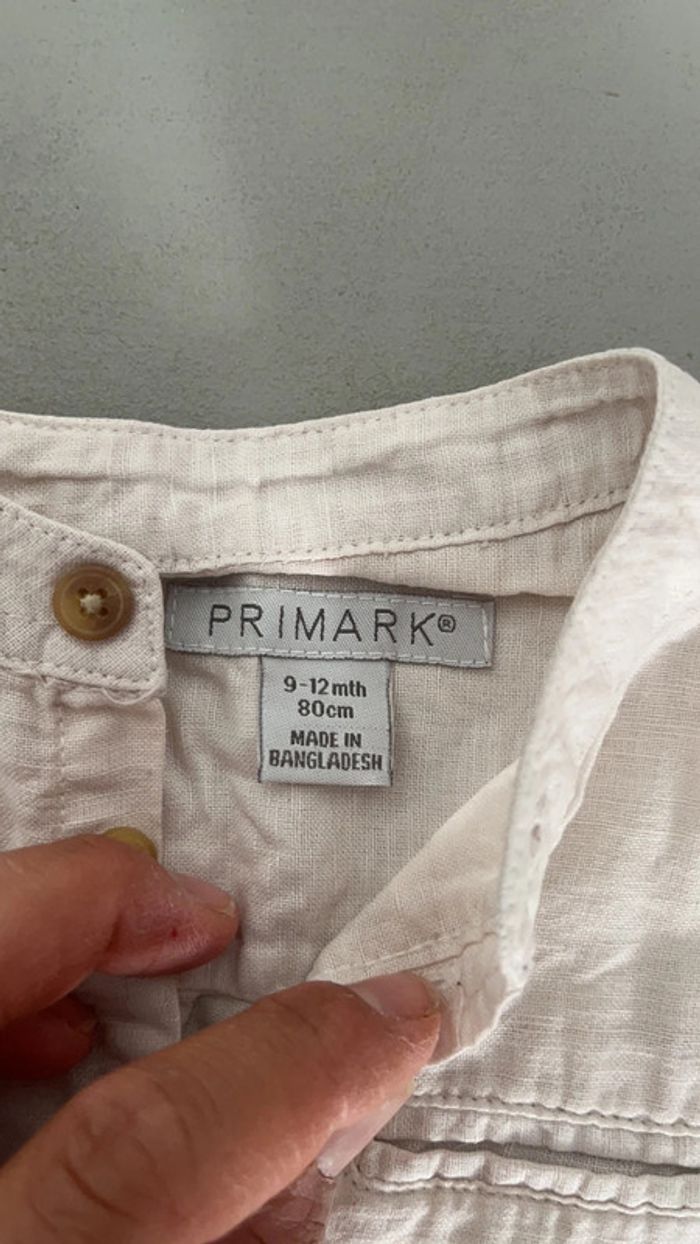 PRIMARK®
9-12mth
80cm
MADE IN
BANGLADESH